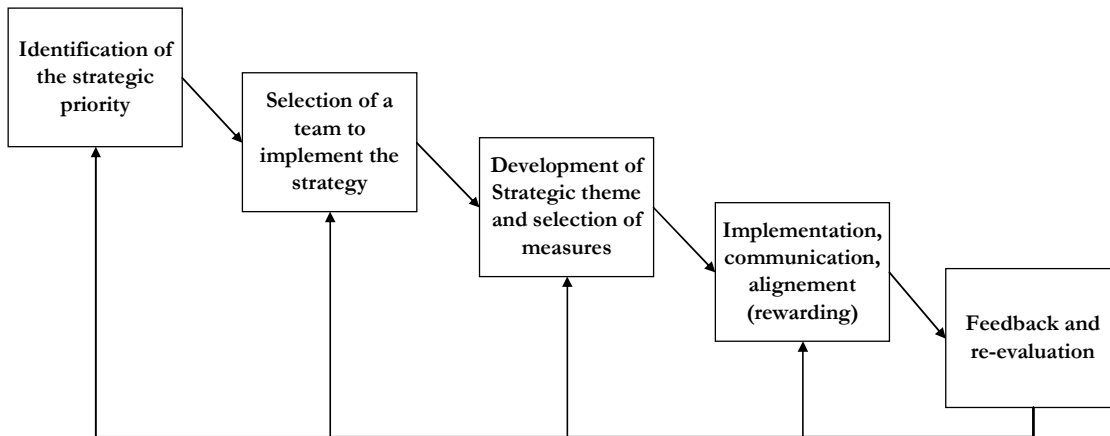 Identification of
the strategic
priority
Selection of a
team to
implement the
strategy
Development of
Strategic theme
and selection of
measures
Implementation,
communication,
alignement
(rewarding)
Feedback and
re-evaluation